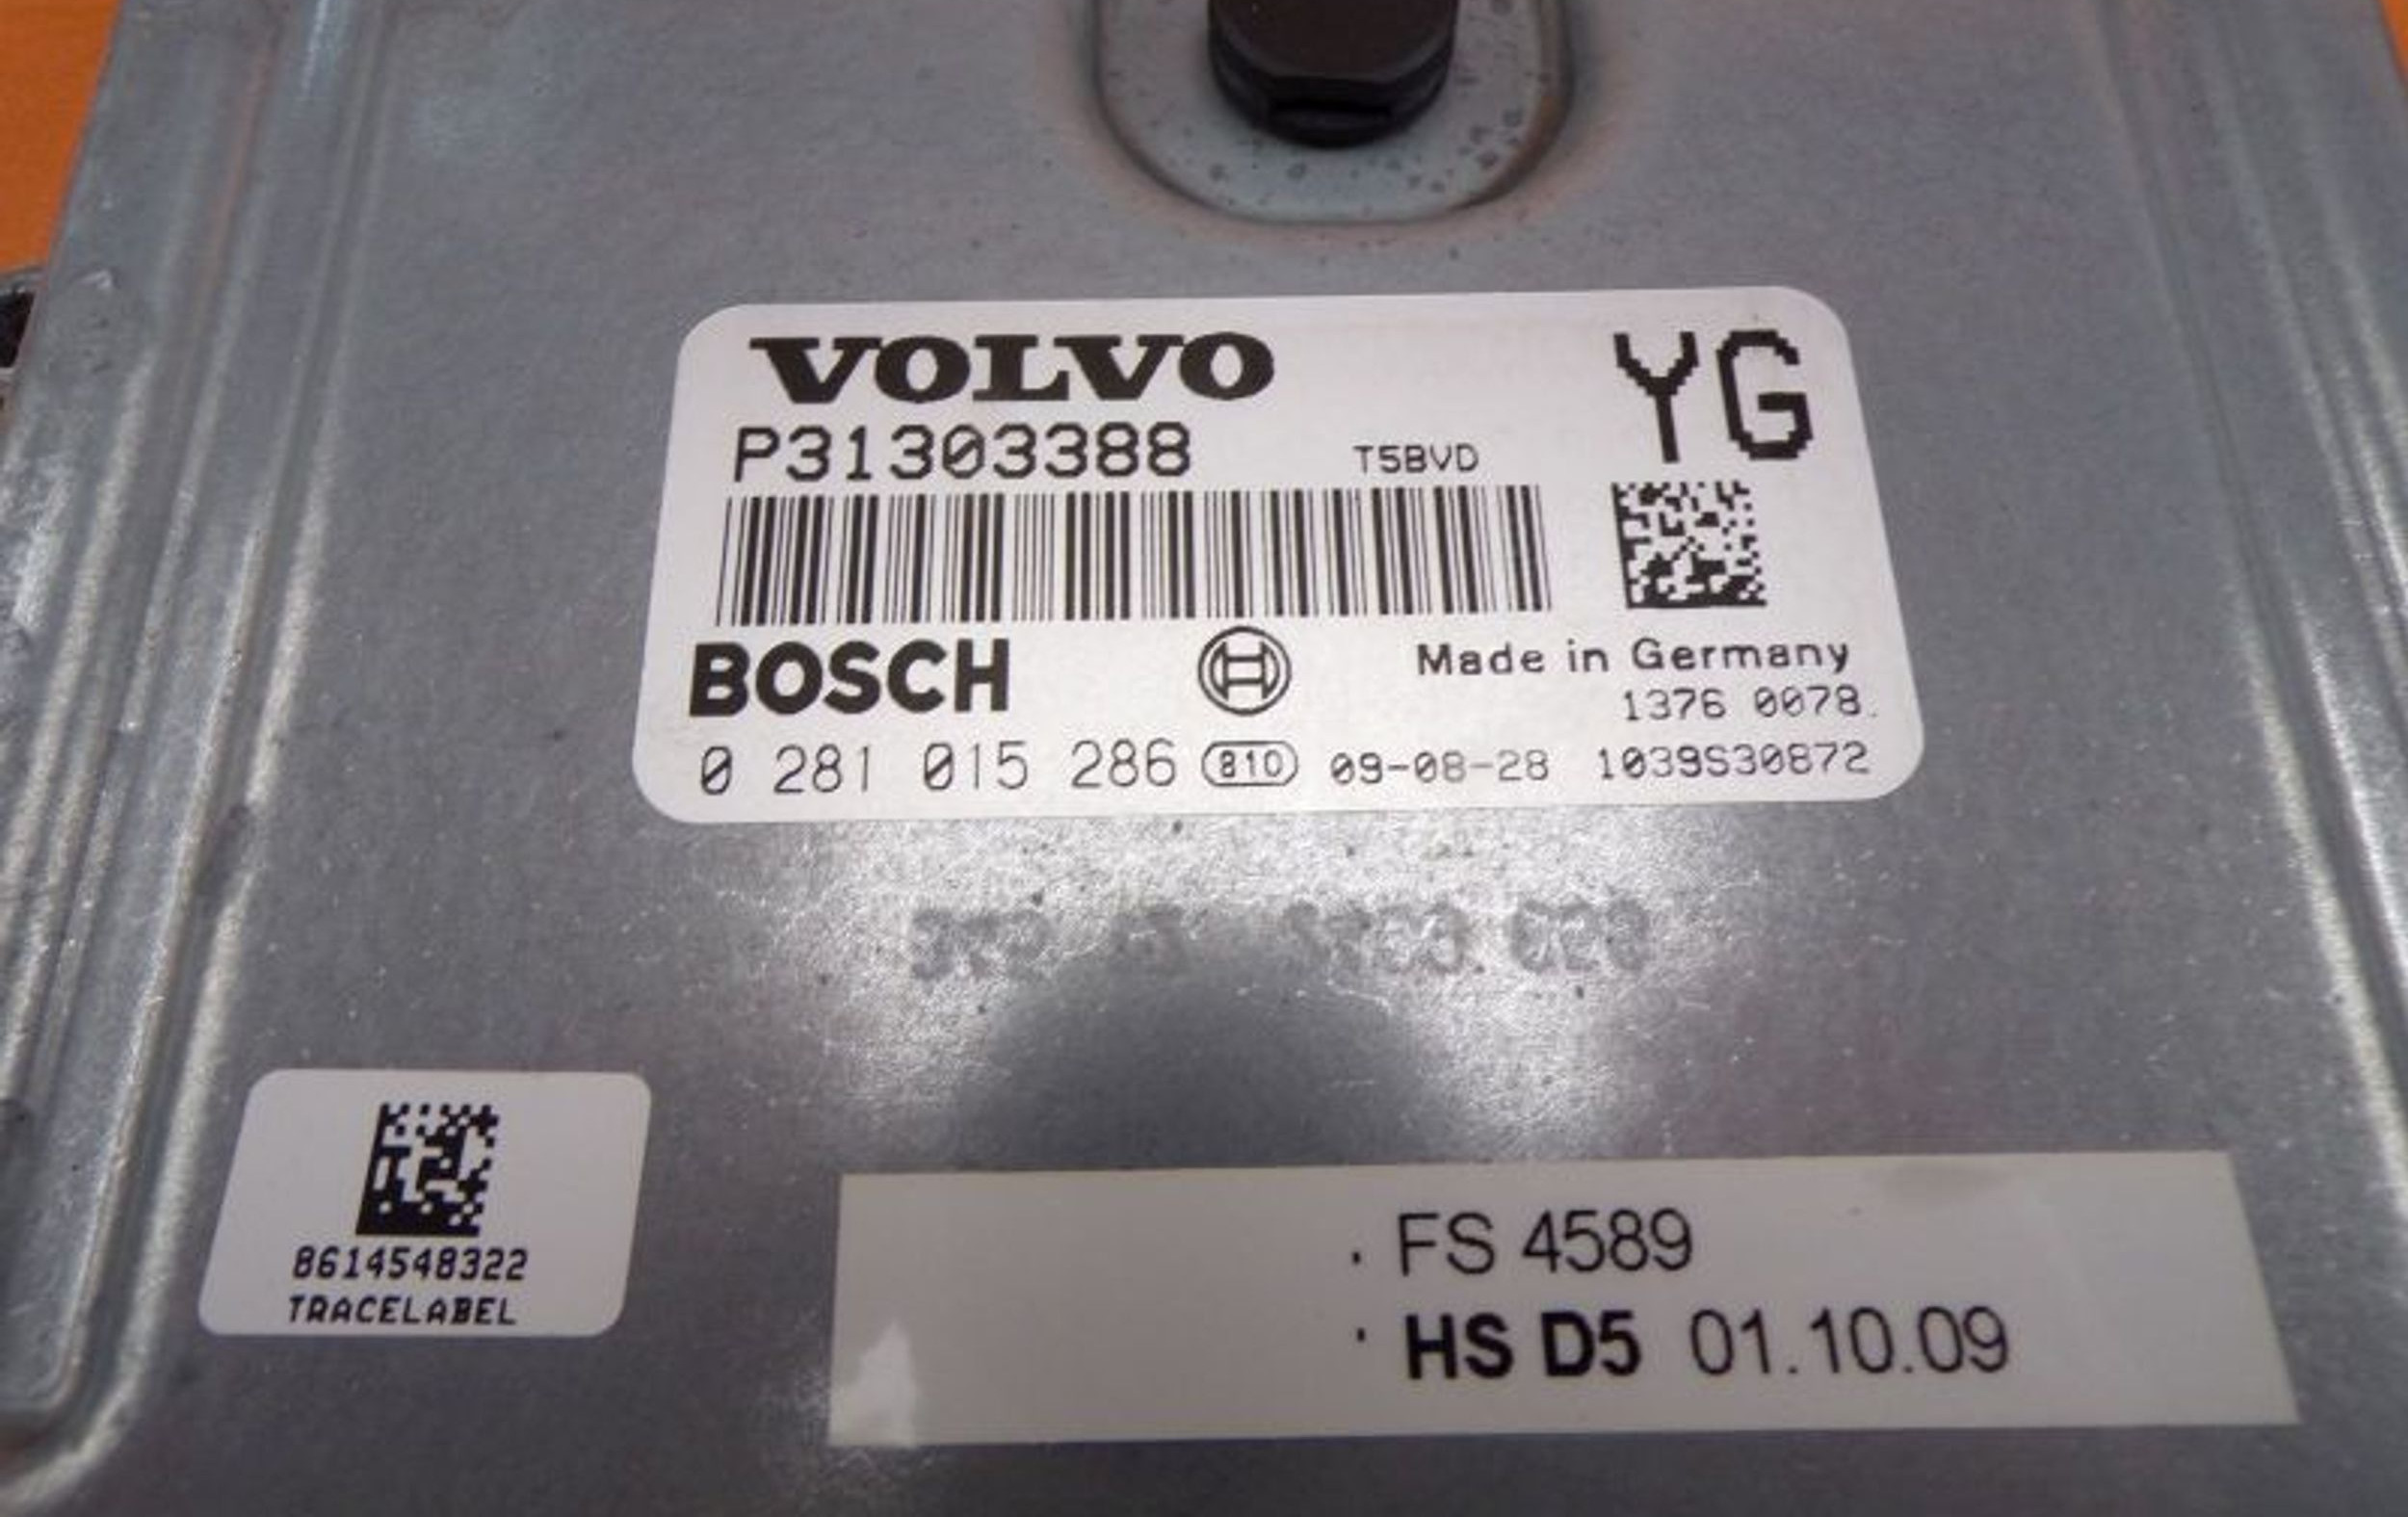 VOLVO YG
P31303388 T5BVD
BOSCH Made in Germany
1376 0078.
0 281 015 286 810 09-08-28 1039S30872
8614548322
TRACELABEL
FS 4589
HS D5 01.10.09